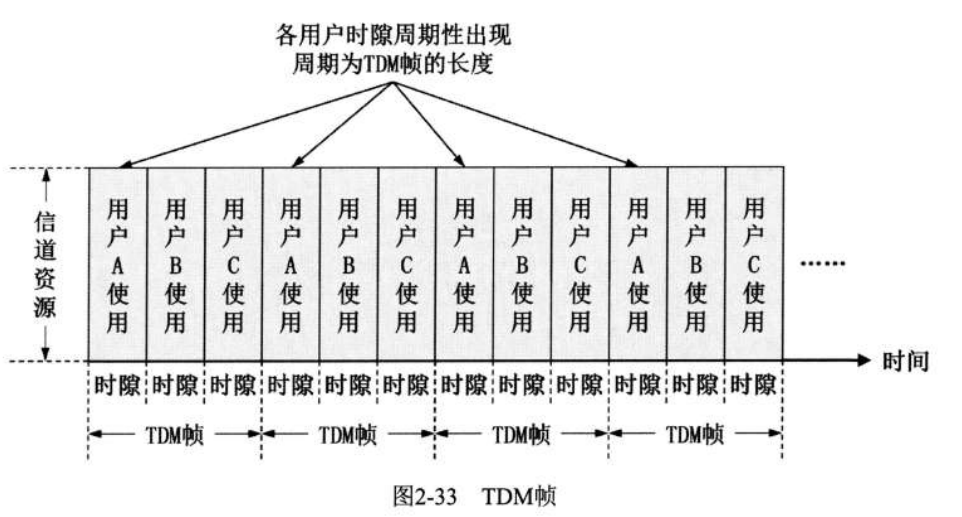 各用户时隙周期性出现
周期为TDM帧的长度
信道资源
用户A使用
用户B使用
用户C使用
用户A使用
用户B使用
用户C使用
用户A使用
用户B使用
用户C使用
用户A使用
用户B使用
用户C使用
……
时间
时隙 时隙 时隙 时隙 时隙 时隙 时隙 时隙 时隙 时隙 时隙 时隙
TDM帧 TDM帧 TDM帧 TDM帧
图2-33 TDM帧